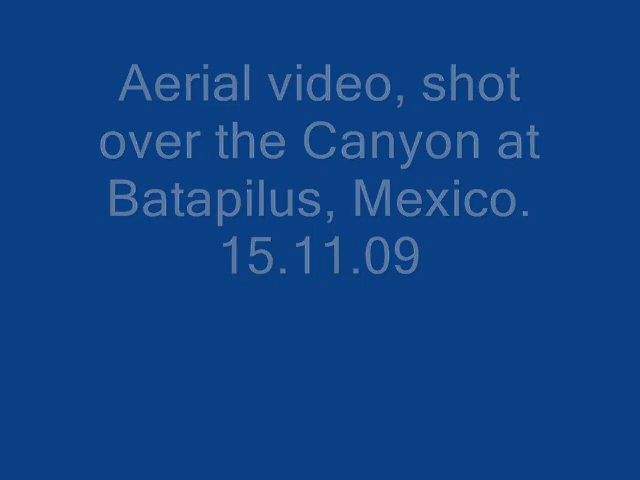 Aerial video, shot
over the Canyon at
Batapilus, Mexico.
15.11.09